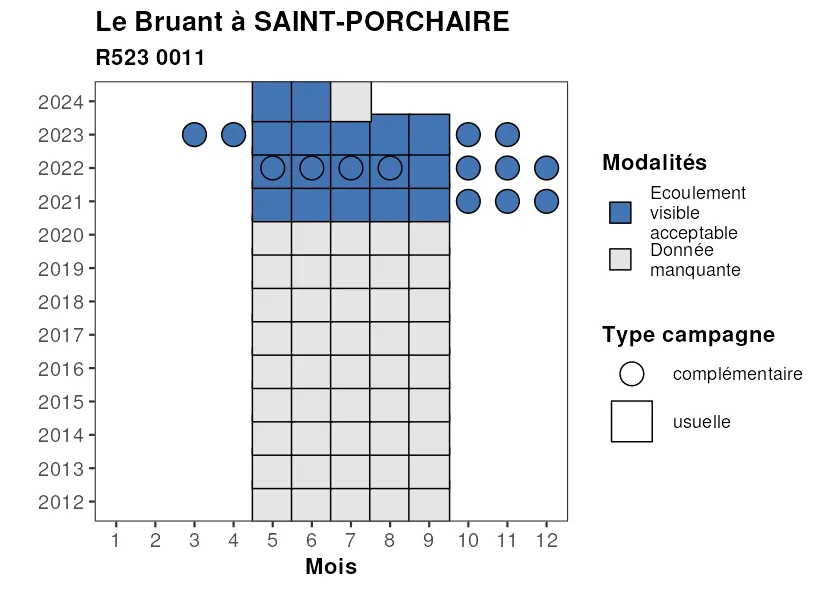 Le Bruant à SAINT-PORCHAIRE
R523 0011
2024
2023
2022
2021
2020
2019
2018
2017
2016
2015
2014
2013
2012
1 2 3 4 5 6 7 8 9 10 11 12
Mois
Modalités
Ecoulement
visible
acceptable
Donnée
manquante
Type campagne
complémentaire
usuelle